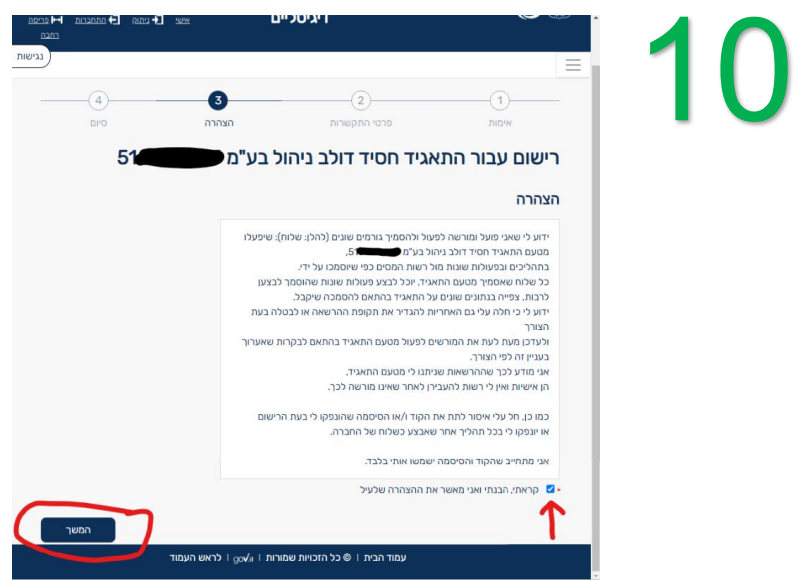 10
דיגיטליים
אישי ניתוק התחברות פריסה
רחבה
נגישות
1 2 3 4
אימות פרטי התקשרות הצהרה סיום
רישום עבור התאגיד חסיד דולב ניהול בע"מ 51
הצהרה
ידוע לי שאני פועל ומורשה לפעול ולהסמיך גורמים שונים (להלן: שלוח): שיפעלו
מטעם התאגיד חסיד דולב ניהול בע"מ 51,
בתהליכים ובפעולות שונות מול רשות המסים כפי שיוסמכו על ידי.
כל שלוח שאסמיך מטעם התאגיד, יוכל לבצע פעולות שונות שהוסמך לבצען
לרבות, צפייה בנתונים שונים על התאגיד בהתאם להסמכה שיקבל.
ידוע לי כי חלה עלי גם האחריות להגדיר את תקופת ההרשאה או לבטלה בעת
הצורך
ולעדכן מעת לעת את המורשים לפעול מטעם התאגיד בהתאם לבקרות שאערוך
בעניין זה לפי הצורך.
אני מודע לכך שההרשאות שניתנו לי מטעם התאגיד,
הן אישיות ואין לי רשות להעבירן לאחר שאינו מורשה לכך.
כמו כן, חל עלי איסור לתת את הקוד ו/או הסיסמה שהונפקו לי בעת הרישום
או יונפקו לי בכל תהליך אחר שאבצע כשלוח של החברה.
אני מתחייב שהקוד והסיסמה ישמשו אותי בלבד.
* קראתי, הבנתי ואני מאשר את ההצהרה שלעיל
המשך
עמוד הבית | © כל הזכויות שמורות | gov.il | לראש העמוד